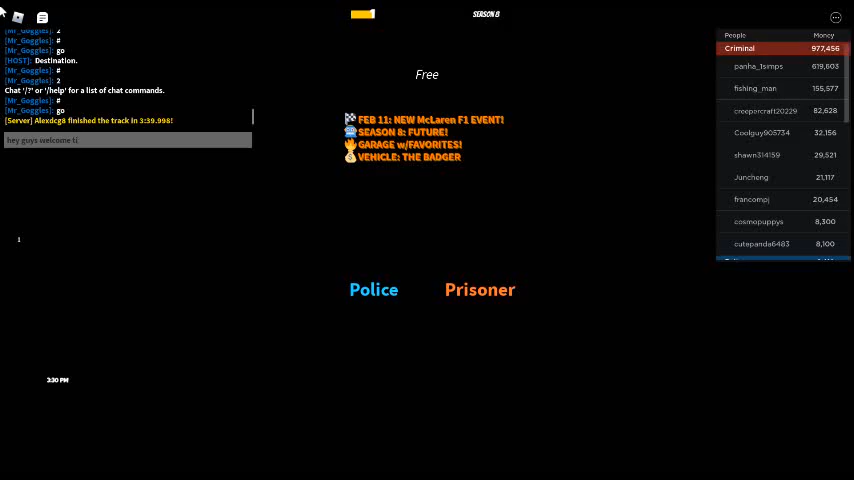 1
SEASON 8
[Mr_Goggles]: 2
[Mr_Goggles]: #
[Mr_Goggles]: go
[HOST]: Destination.
[Mr_Goggles]: #
[Mr_Goggles]: 2
Chat '/?' or '/help' for a list of chat commands.
[Mr_Goggles]: #
[Mr_Goggles]: go
[Server] Alexdcg8 finished the track in 3:39.998!
hey guys welcome ti
Free
FEB 11: NEW McLaren F1 EVENT!
SEASON 8: FUTURE!
GARAGE w/FAVORITES!
VEHICLE: THE BADGER
People Money
Criminal 977,456
panha_1simps 619,603
fishing_man 155,577
creepercraft20229 82,628
Coolguy905734 32,156
shawn314159 29,521
Juncheng 21,117
francompj 20,454
cosmopuppys 8,300
cutepanda6483 8,100
1
Police Prisoner
3:30 PM